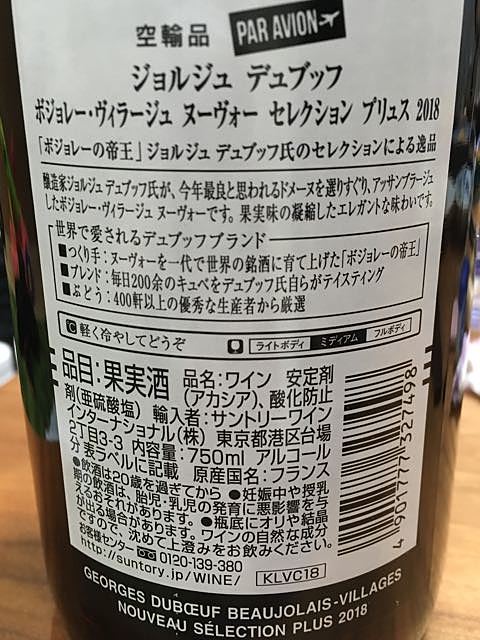 空輸品 PAR AVION
ジョルジュ デュブッフ
ボジョレー・ヴィラージュ ヌーヴォー セレクション プリュス 2018
「ボジョレーの帝王」ジョルジュ デュブッフ氏のセレクションによる逸品
醸造家ジョルジュ デュブッフ氏が、今年最良と思われるドメーヌを選りすぐり、アッサンブラージュ
したボジョレー・ヴィラージュ ヌーヴォーです。果実味の凝縮したエレガントな味わいです。
世界で愛されるデュブッフブランド
■つくり手：ヌーヴォーを一代で世界の銘酒に育て上げた「ボジョレーの帝王」
■ブレンド：毎日200余のキュベをデュブッフ氏自らがテイスティング
■ぶどう：400軒以上の優秀な生産者から厳選
C 軽く冷やしてどうぞ ライトボディ ミディアム フルボディ
品目：果実酒 品名：ワイン 安定剤
（アカシア）、酸化防止
剤（亜硫酸塩） 輸入者：サントリーワイン
インターナショナル（株） 東京都港区台場
2丁目3-3 内容量：750ml アルコール
分 表ラベルに記載 原産国名：フランス
●飲酒は20歳を過ぎてから ●妊娠中や授乳
期の飲酒は、胎児・乳児の発育に悪影響を与
えるおそれがあります。●瓶底にオリや結晶
が出る場合があります。ワインの自然な成分
ですので、沈めて上澄みをお飲みください。
お客様センター 0120-139-380
http://suntory.jp/WINE/ KLVC18
4 901777 327498
GEORGES DUBŒUF BEAUJOLAIS-VILLAGES
NOUVEAU SÉLECTION PLUS 2018